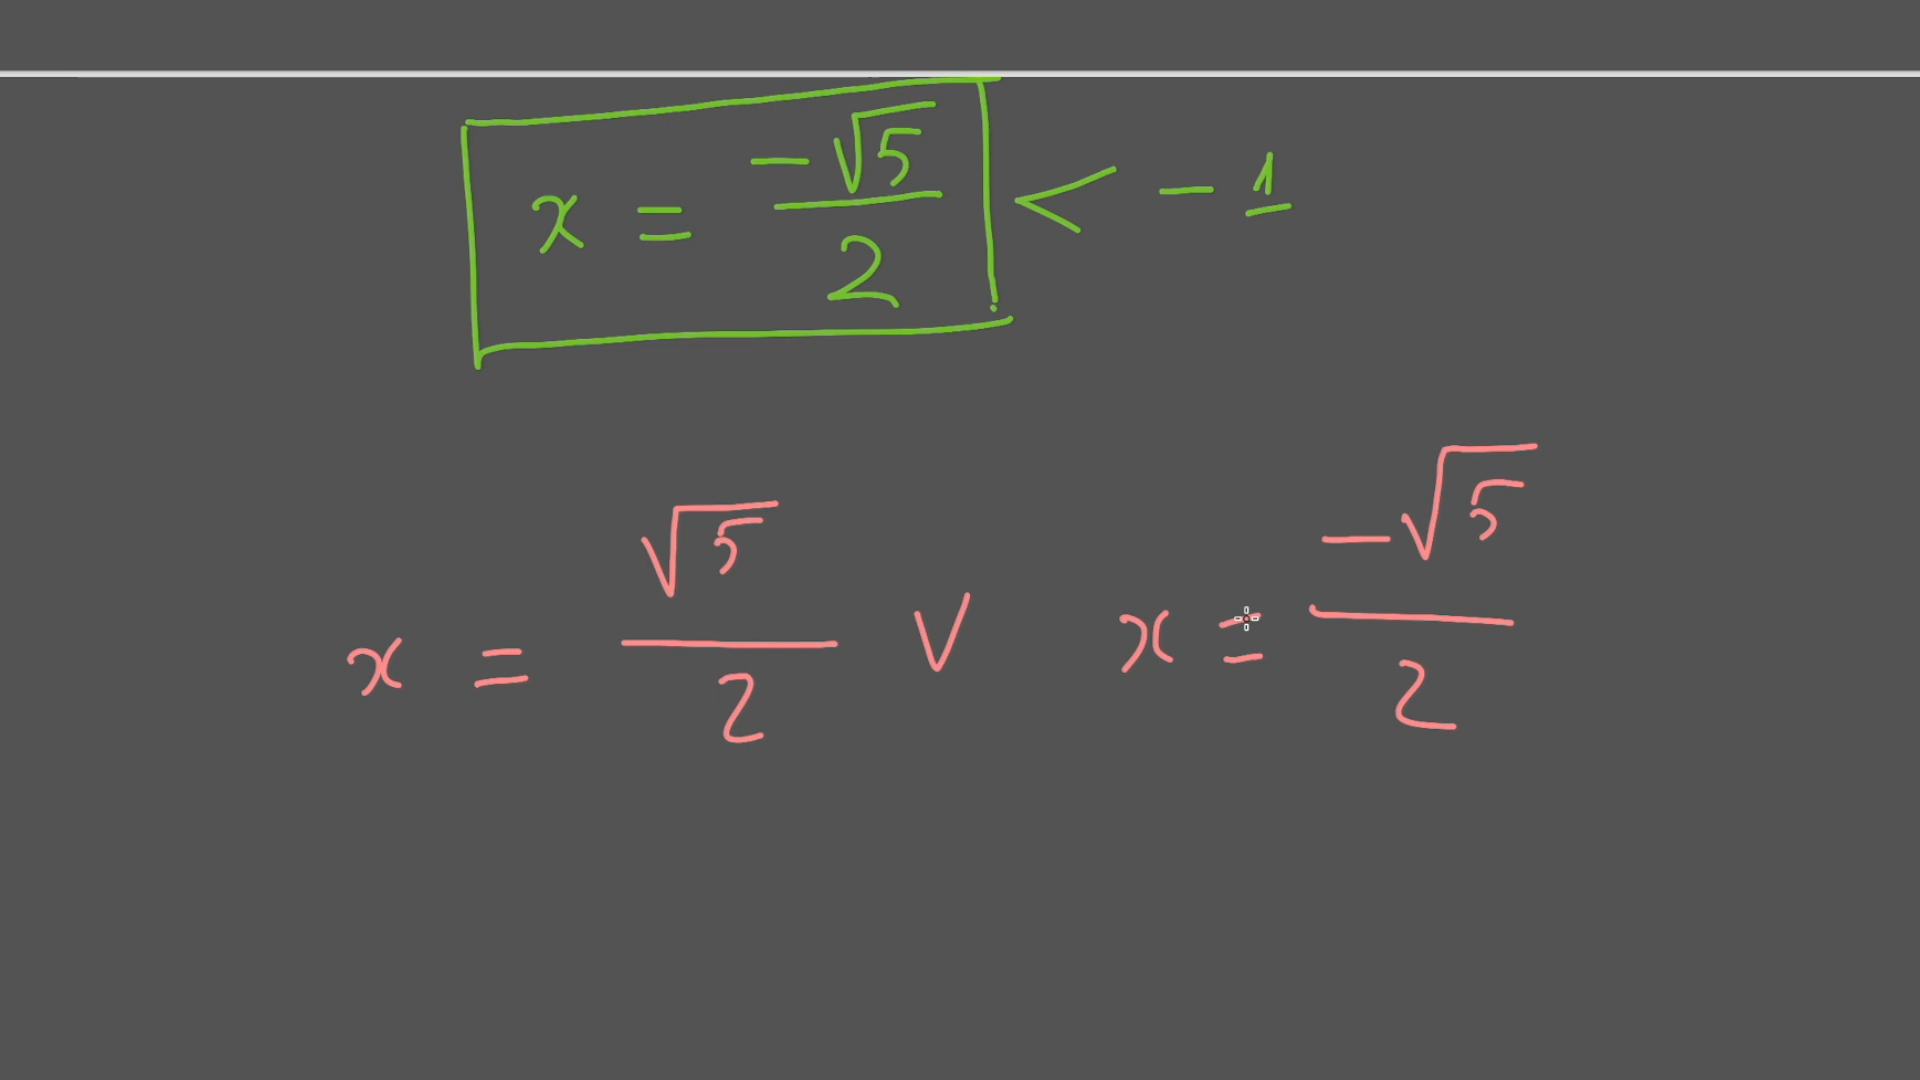 x = -√5/2 < -1
x = √5/2 V x = -√5/2